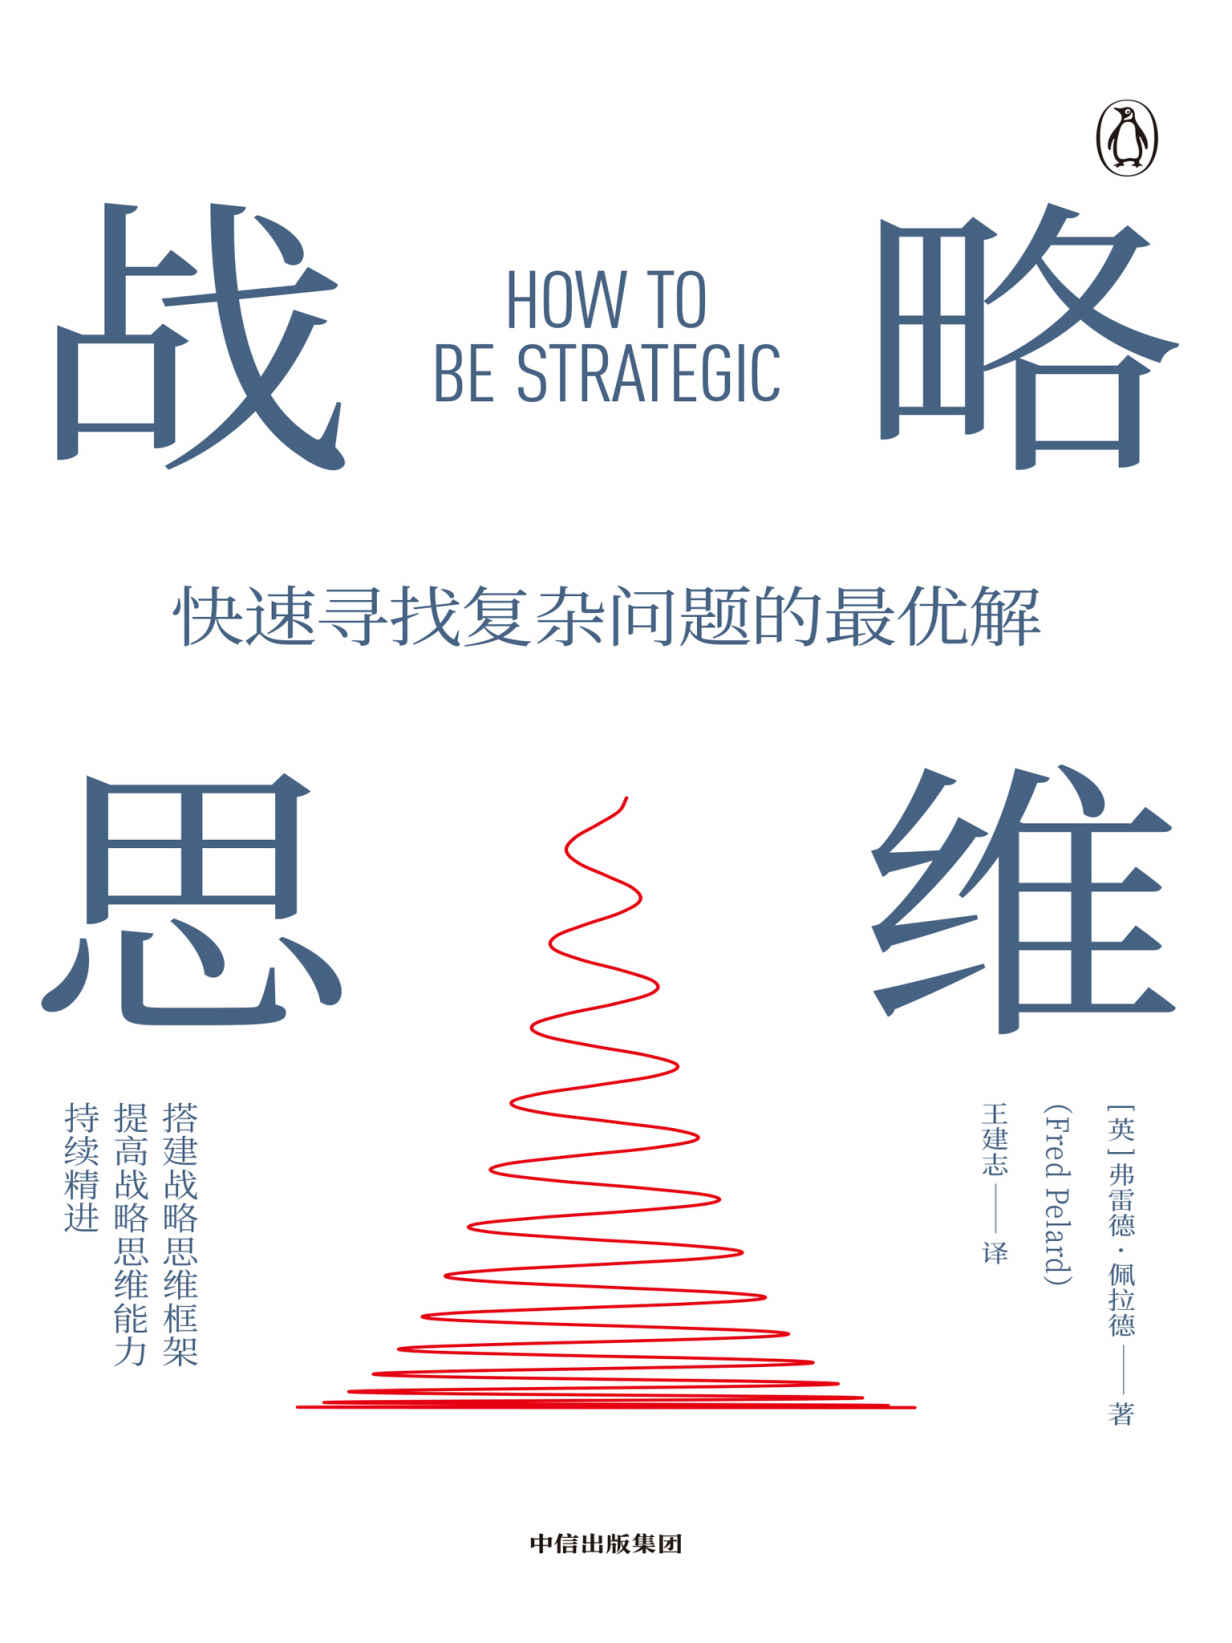 战略
HOW TO
BE STRATEGIC
快速寻找复杂问题的最优解
思维
搭建战略思维框架
提高战略思维能力
持续精进
[英]弗雷德·佩拉德——著
(Fred Pelard)
王建志——译
中信出版集团